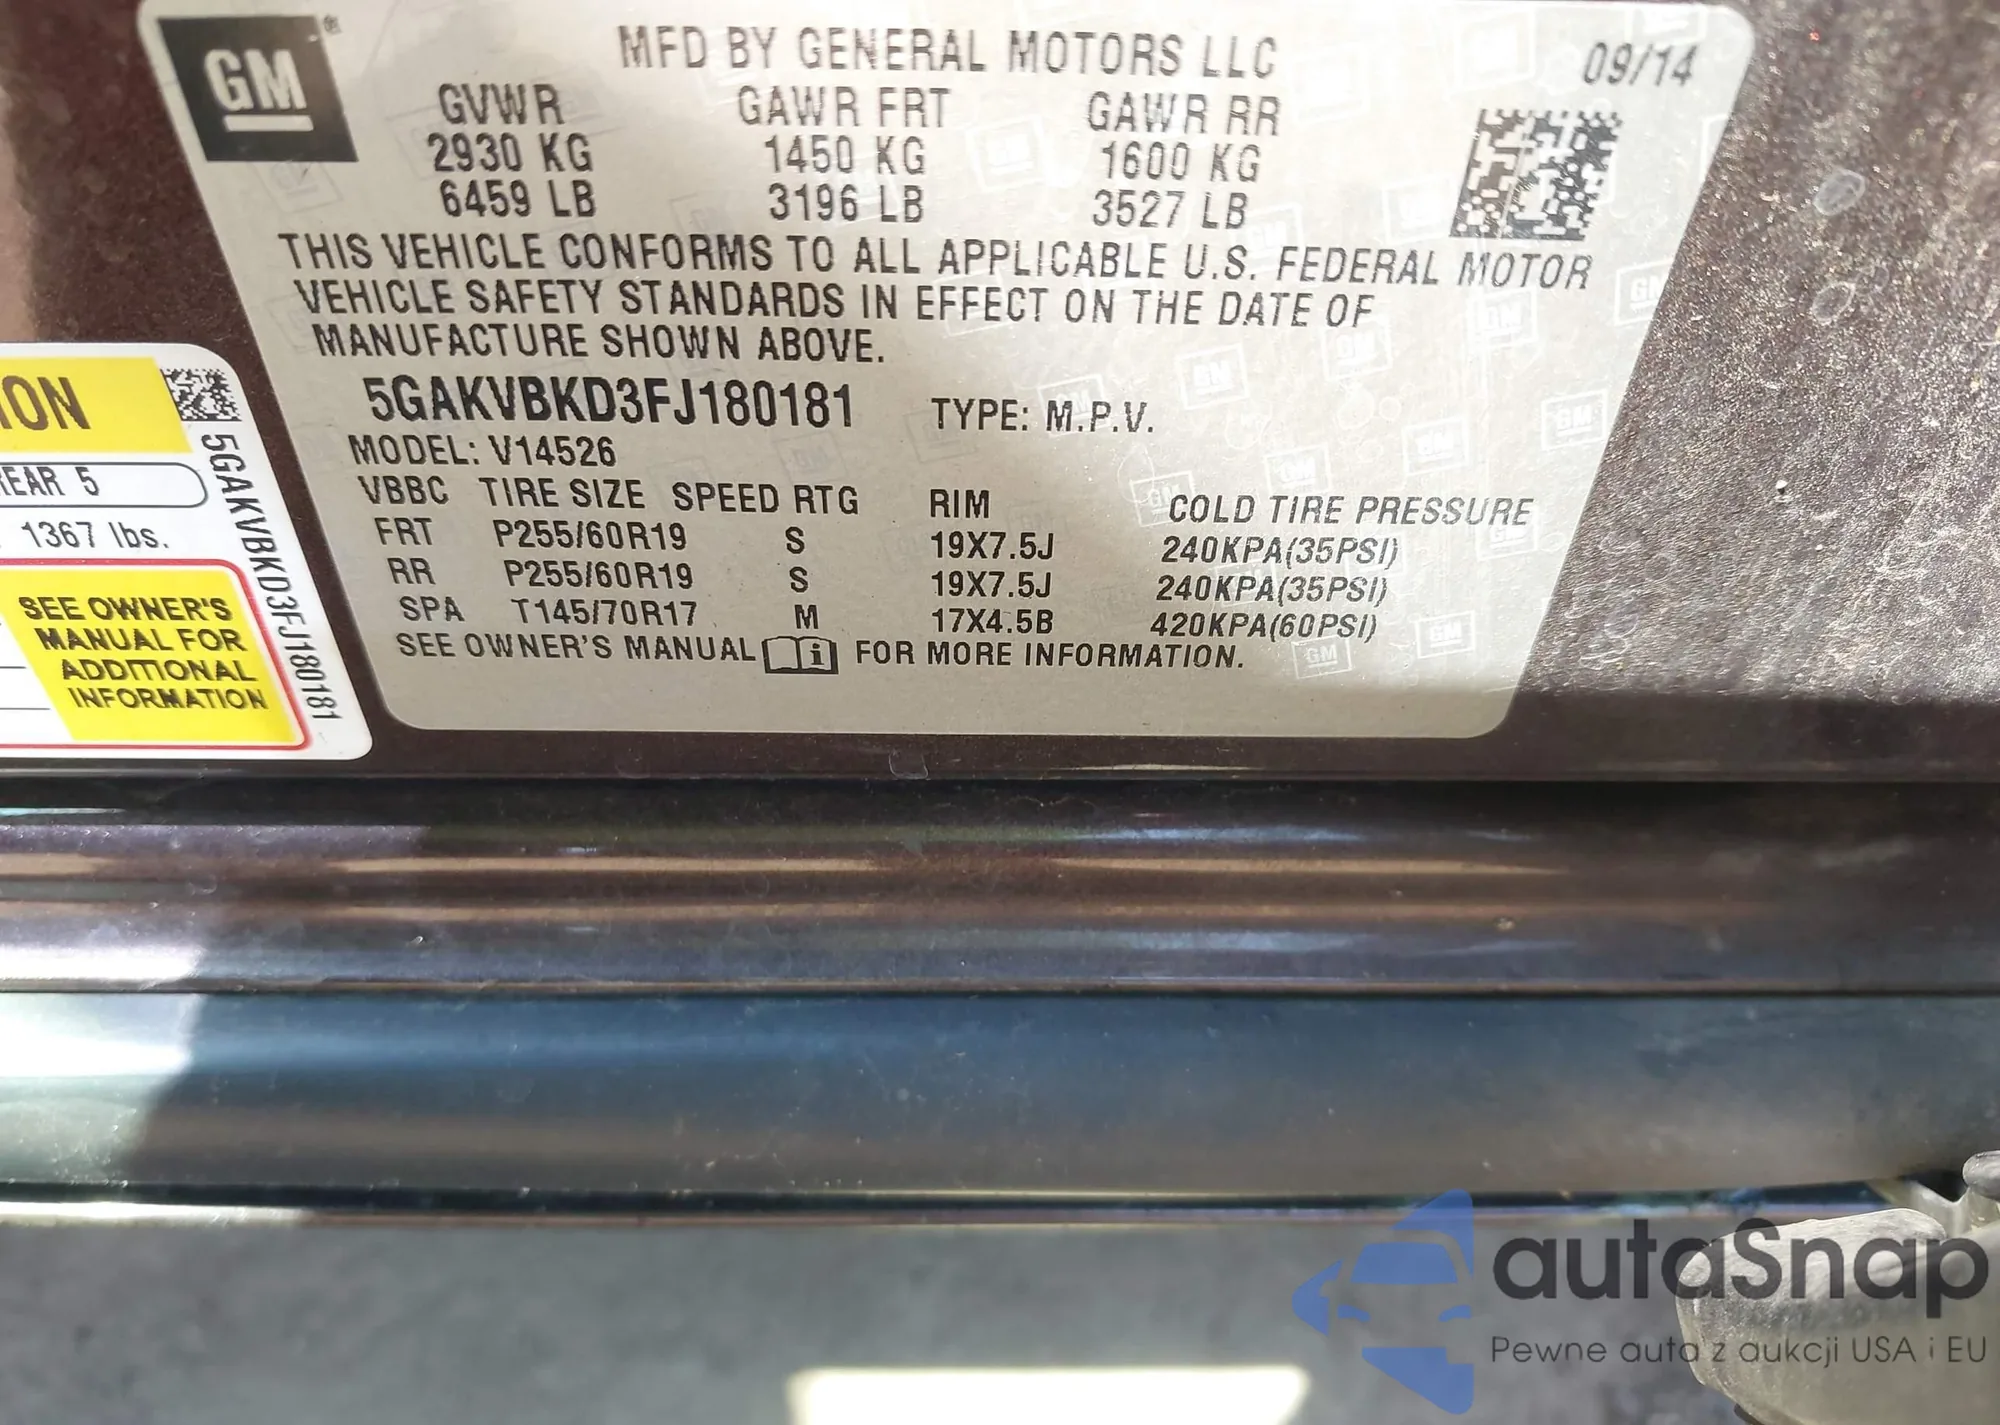 GM ®
MFD BY GENERAL MOTORS LLC 09/14
GVWR GAWR FRT GAWR RR
2930 KG 1450 KG 1600 KG
6459 LB 3196 LB 3527 LB
THIS VEHICLE CONFORMS TO ALL APPLICABLE U.S. FEDERAL MOTOR
VEHICLE SAFETY STANDARDS IN EFFECT ON THE DATE OF
MANUFACTURE SHOWN ABOVE.
5GAKVBKD3FJ180181 TYPE: M.P.V.
MODEL: V14526
VBBC TIRE SIZE SPEED RTG RIM COLD TIRE PRESSURE
FRT P255/60R19 S 19X7.5J 240KPA(35PSI)
RR P255/60R19 S 19X7.5J 240KPA(35PSI)
SPA T145/70R17 M 17X4.5B 420KPA(60PSI)
SEE OWNER'S MANUAL i FOR MORE INFORMATION.
ION
REAR 5
1367 lbs.
SEE OWNER'S
MANUAL FOR
ADDITIONAL
INFORMATION
5GAKVBKD3FJ180181
autaSnap
Pewne auta z aukcji USA i EU